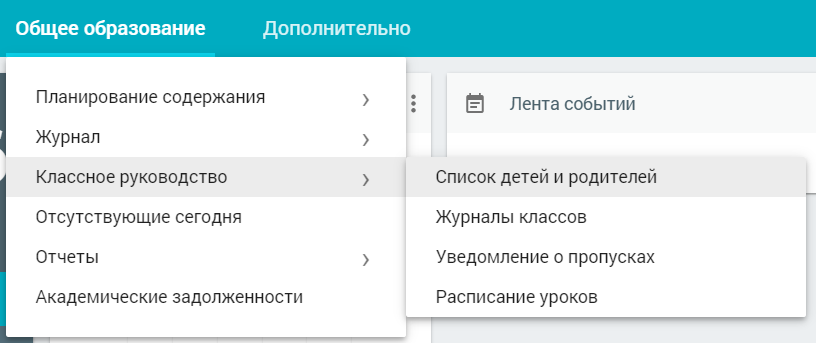 Общее образование
Дополнительно
Планирование содержания
Журнал
Классное руководство
Отсутствующие сегодня
Отчеты
Академические задолженности
Лента событий
Список детей и родителей
Журналы классов
Уведомление о пропусках
Расписание уроков